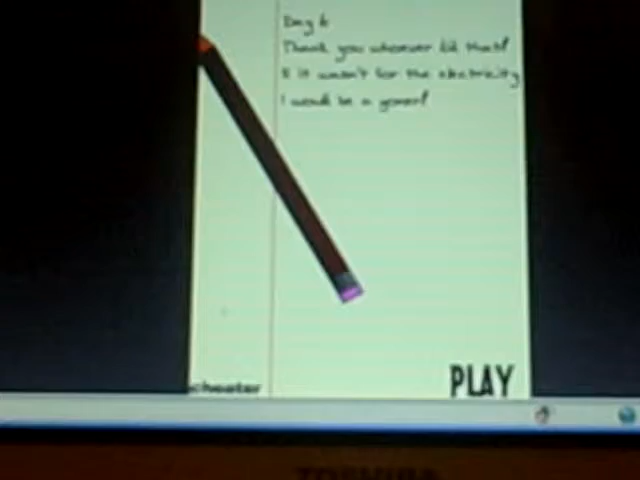 Day 6
Thank you whoever did that!
If it wasn't for the electricity
I would be a goner!
cheater
PLAY
TOSHIBA